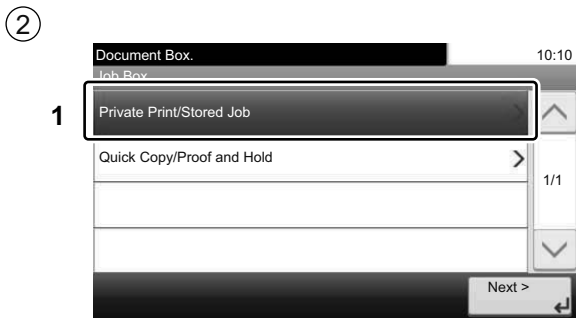 ②
Document Box. 10:10
Job Box
1
Private Print/Stored Job
Quick Copy/Proof and Hold
1/1
Next >